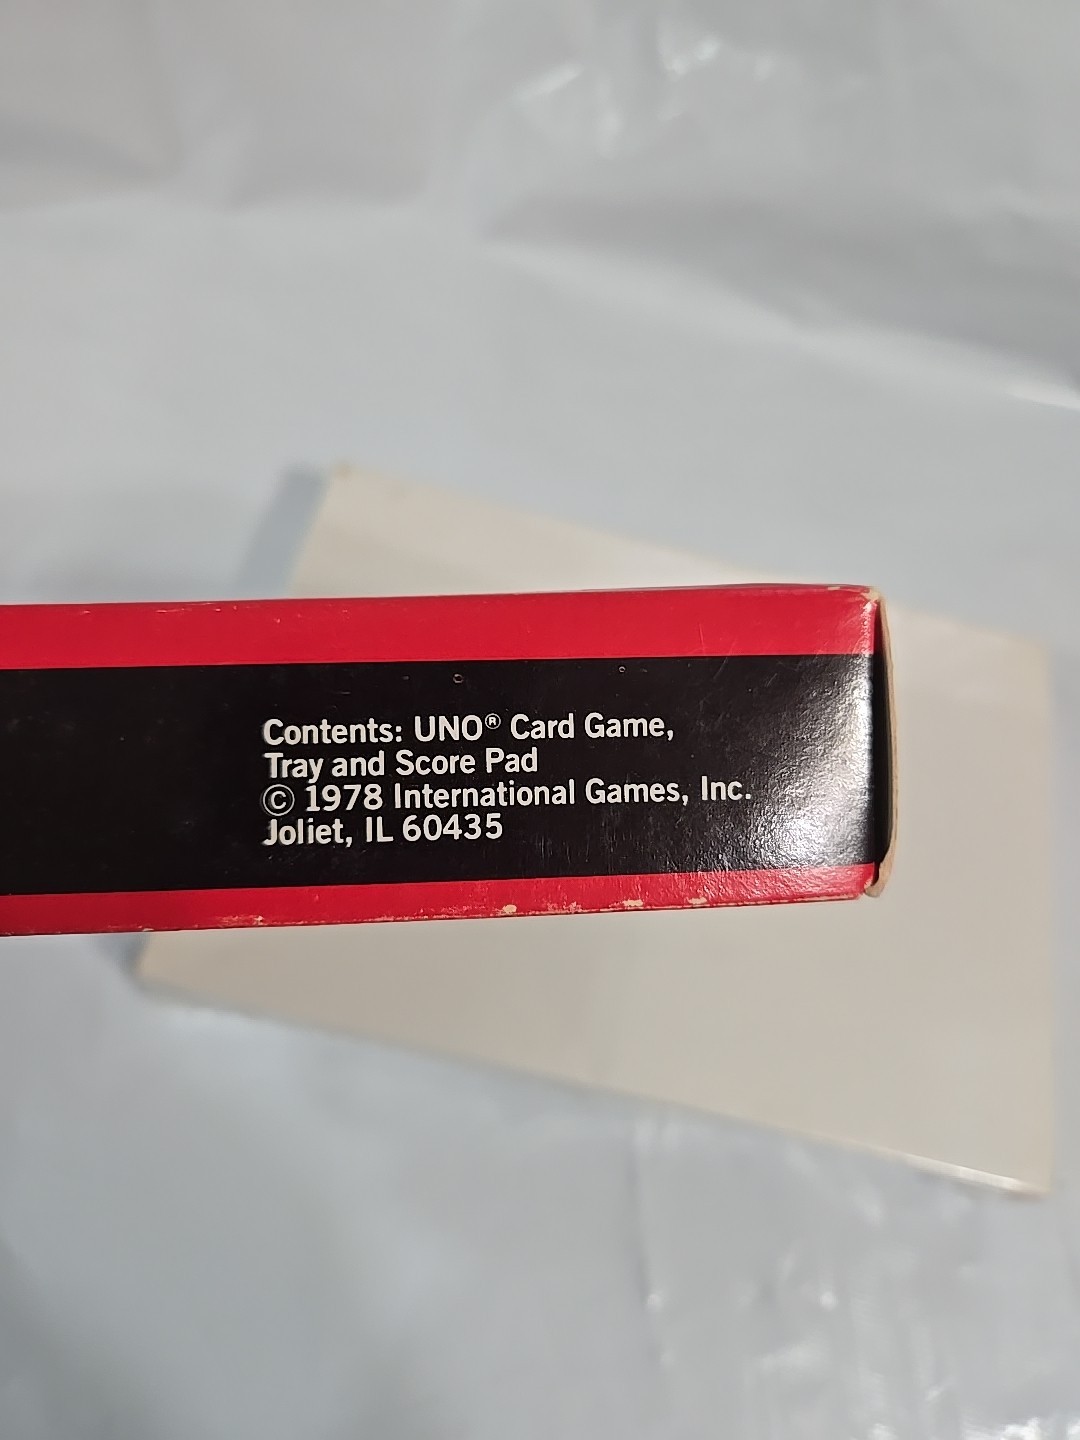 Contents: UNO® Card Game,
Tray and Score Pad
© 1978 International Games, Inc.
Joliet, IL 60435